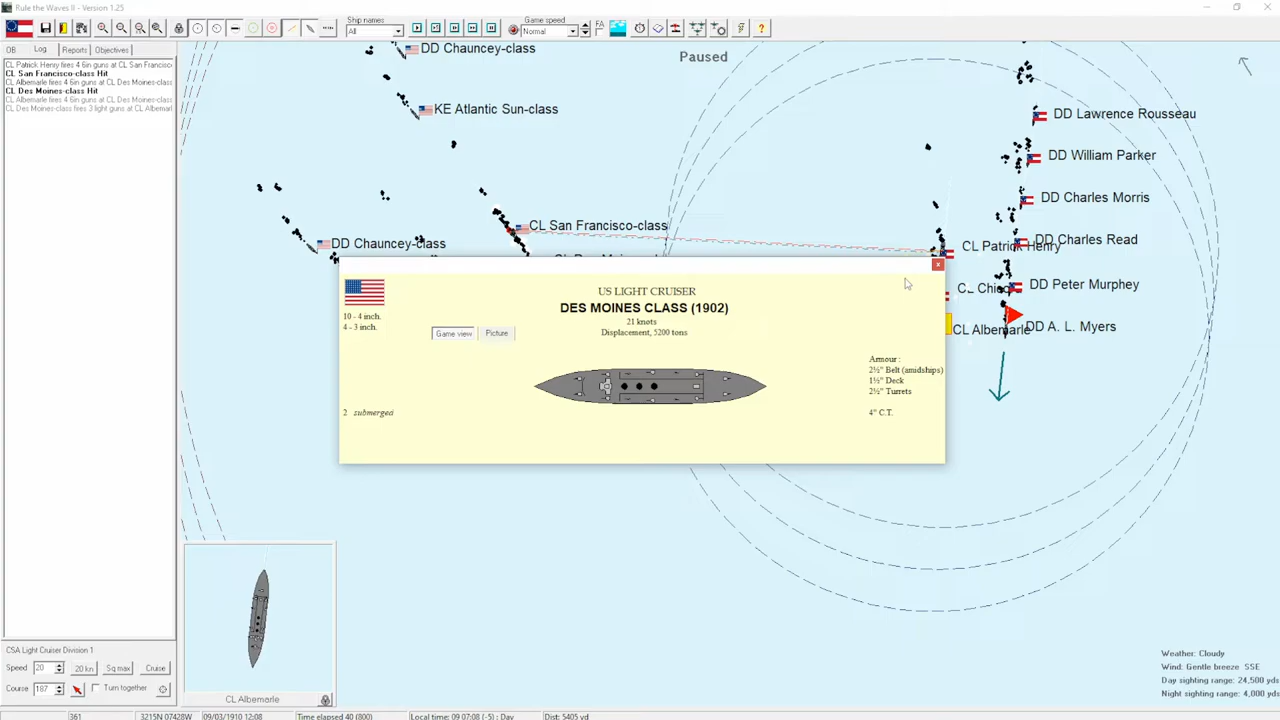 Rule the Waves II - Version 1.25
Ship names
All
Game speed
Normal
FA
OB
Log
Reports
Objectives
Paused
CL Patrick Henry fires 4 6in guns at CL San Francisco
CL San Francisco-class Hit
CL Albemarle fires 4 6in guns at CL Des Moines-class
CL Des Moines-class Hit
CL Albemarle fires 4 6in guns at CL Des Moines-class
CL Des Moines-class fires 3 light guns at CL Albemarl
DD Chauncey-class
KE Atlantic Sun-class
DD Lawrence Rousseau
DD William Parker
DD Charles Morris
CL San Francisco-class
DD Chauncey-class
DD Charles Read
CL Patrick Henry
DD Peter Murphey
CL Albemarle
DD A. L. Myers
US LIGHT CRUISER
DES MOINES CLASS (1902)
21 knots
Displacement, 5200 tons
10 - 4 inch.
4 - 3 inch.
Game view
Picture
Armour :
2½" Belt (amidships)
1½" Deck
2½" Turrets
2 submerged
4" C.T.
CSA Light Cruiser Division 1
Speed 20
20 kn
Sq max
Cruise
Course 187
Turn together
CL Albemarle
Weather: Cloudy
Wind: Gentle breeze SSE
Day sighting range: 24,500 yds
Night sighting range: 4,000 yds
361
3215N 07428W
09/03/1910 12:08
Time elapsed 40 (800)
Local time: 09 07:08 (-5) : Day
Dist: 5405 yd